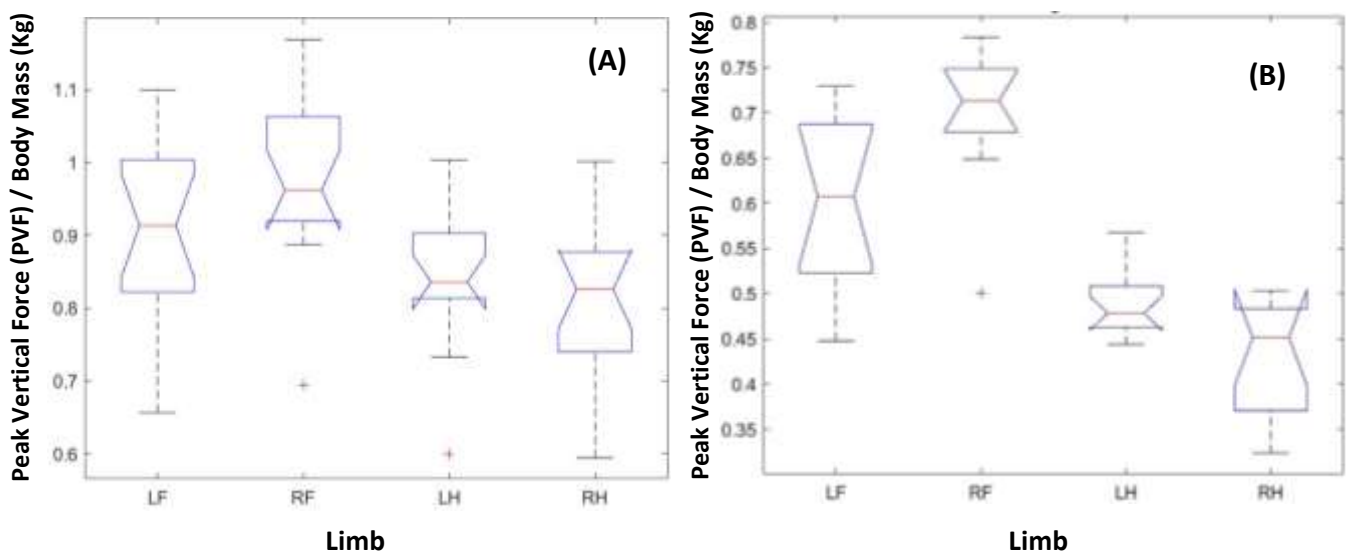 Peak Vertical Force (PVF) / Body Mass (Kg)
(A)
1.1
1
0.9
0.8
0.7
0.6
LF RF LH RH
Limb
Peak Vertical Force (PVF) / Body Mass (Kg)
(B)
0.8
0.75
0.7
0.65
0.6
0.55
0.5
0.45
0.4
0.35
LF RF LH RH
Limb